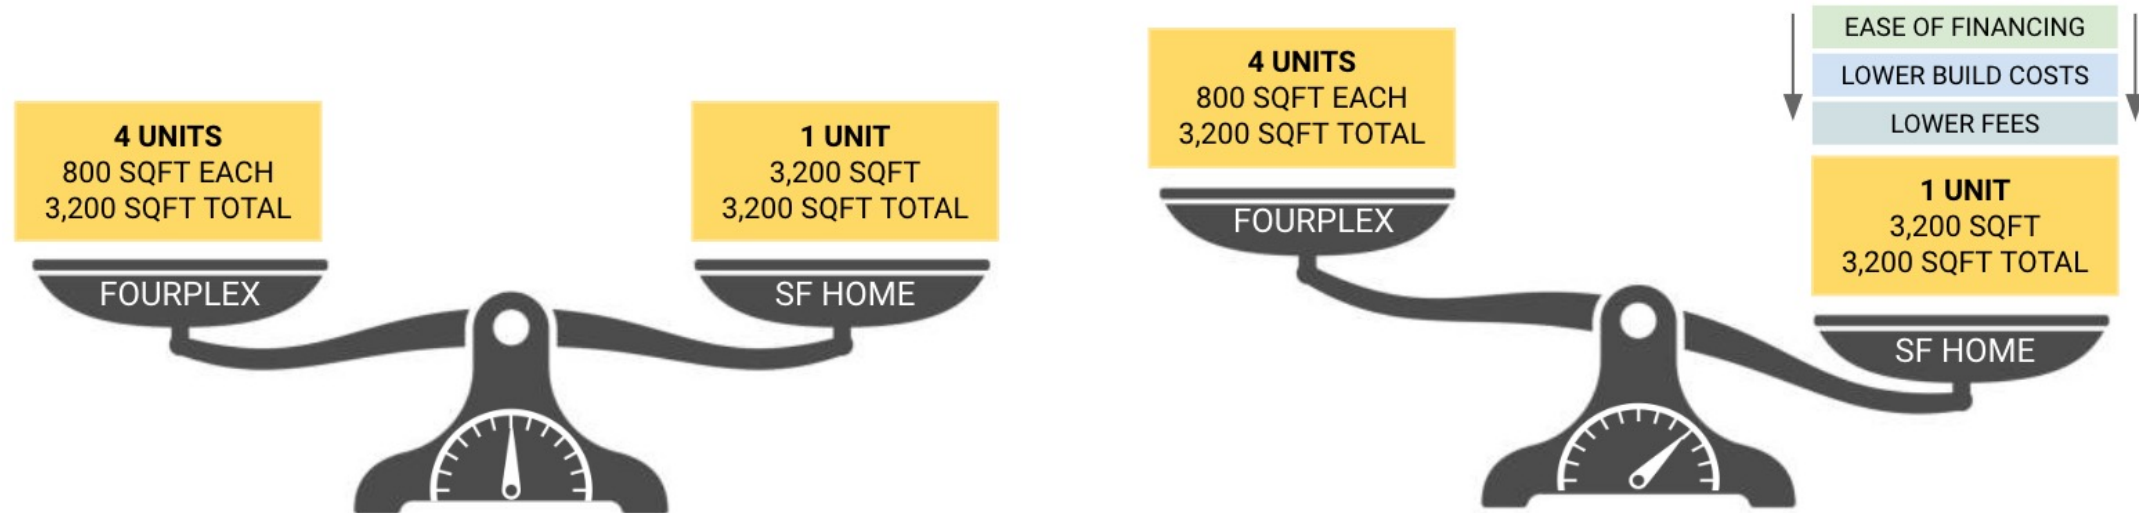 4 UNITS
800 SQFT EACH
3,200 SQFT TOTAL
FOURPLEX
1 UNIT
3,200 SQFT
3,200 SQFT TOTAL
SF HOME
4 UNITS
800 SQFT EACH
3,200 SQFT TOTAL
FOURPLEX
EASE OF FINANCING
LOWER BUILD COSTS
LOWER FEES
1 UNIT
3,200 SQFT
3,200 SQFT TOTAL
SF HOME